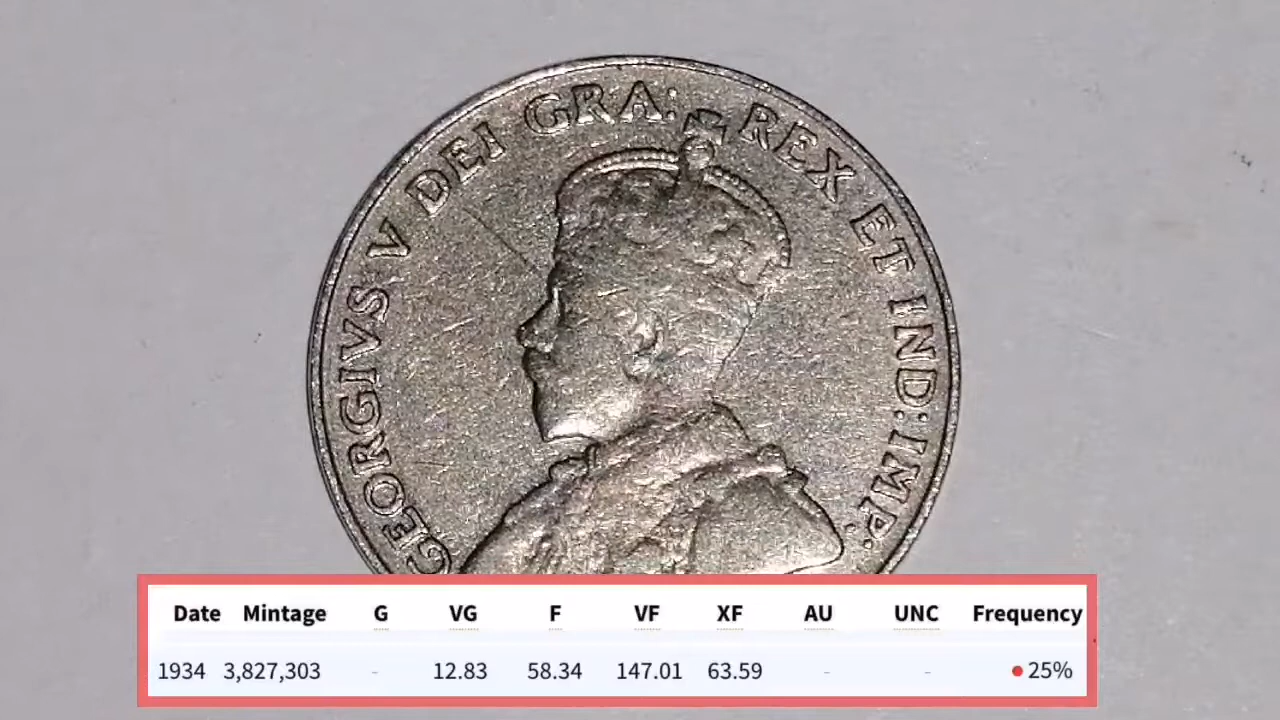 GEORGIVS V DEI GRA: REX ET IND: IMP:
Date Mintage G VG F VF XF AU UNC Frequency
1934 3,827,303 - 12.83 58.34 147.01 63.59 - - 25%